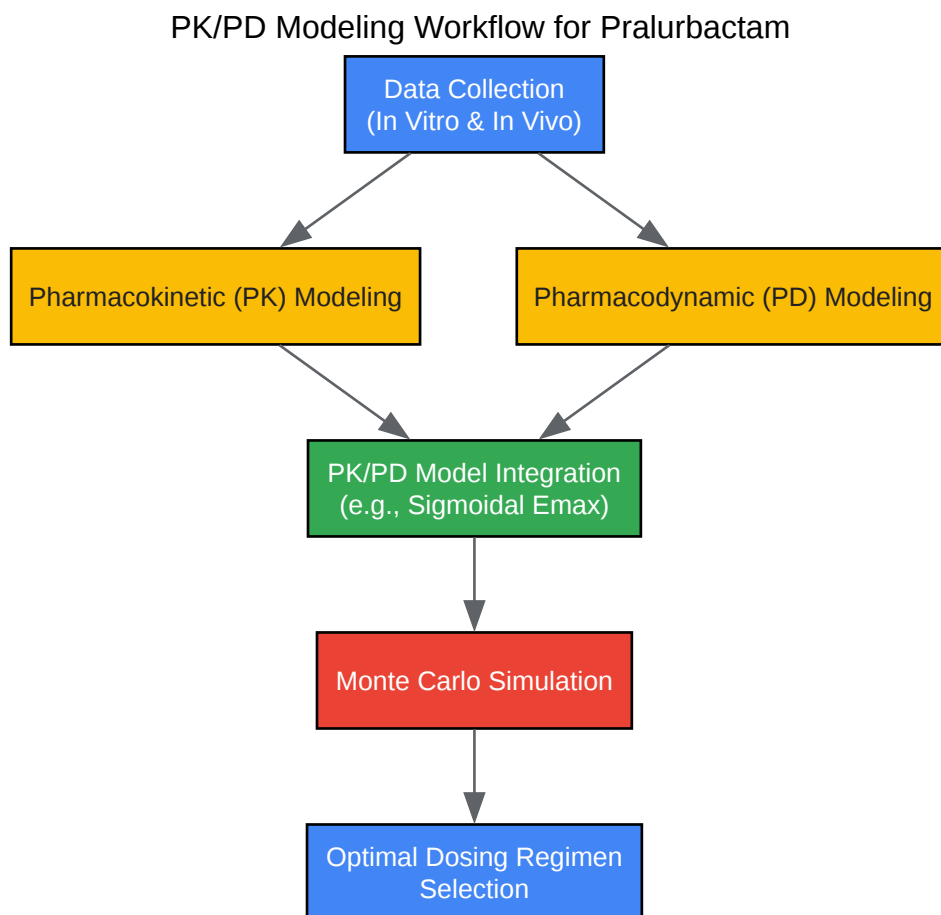 PK/PD Modeling Workflow for Pralurbactam
Data Collection
(In Vitro & In Vivo)
Pharmacokinetic (PK) Modeling
Pharmacodynamic (PD) Modeling
PK/PD Model Integration
(e.g., Sigmoidal Emax)
Monte Carlo Simulation
Optimal Dosing Regimen
Selection